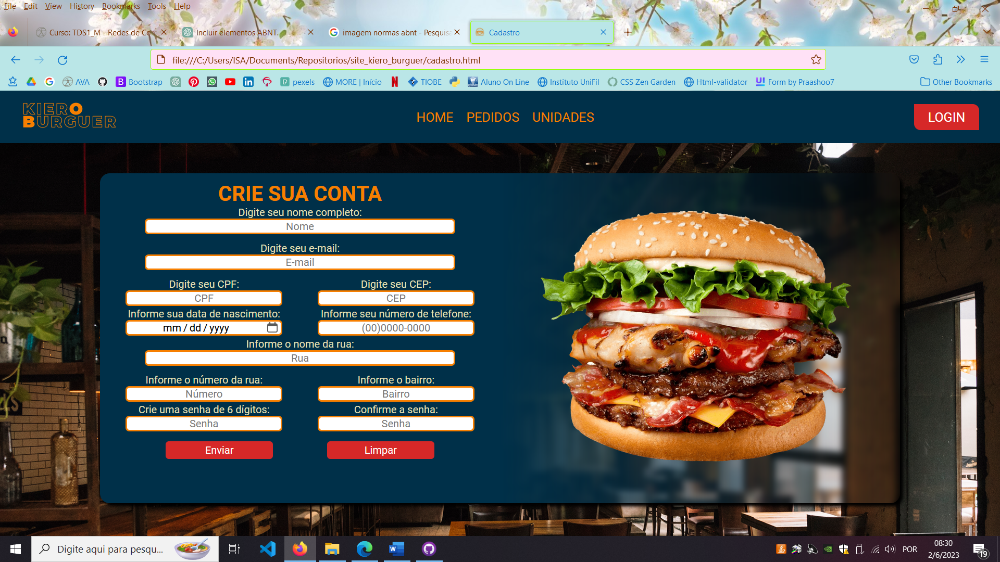 File Edit View History Bookmarks Tools Help
Curso: TDS1_M - Redes de Com
Incluir elementos ABNT.
imagem normas abnt - Pesquisa
Cadastro
file:///C:/Users/ISA/Documents/Repositorios/site_kiero_burguer/cadastro.html
AVA Bootstrap pexels MORE | Início TIOBE Aluno On Line Instituto UniFil CSS Zen Garden Html-validator Form by Praashoo7 Other Bookmarks
KIERO
BURGUER
HOME PEDIDOS UNIDADES
LOGIN
CRIE SUA CONTA
Digite seu nome completo:
Nome
Digite seu e-mail:
E-mail
Digite seu CPF: Digite seu CEP:
CPF CEP
Informe sua data de nascimento: Informe seu número de telefone:
mm / dd / yyyy (00)0000-0000
Informe o nome da rua:
Rua
Informe o número da rua: Informe o bairro:
Número Bairro
Crie uma senha de 6 dígitos: Confirme a senha:
Senha Senha
Enviar Limpar
Digite aqui para pesqu...
POR
08:30
2/6/2023
19